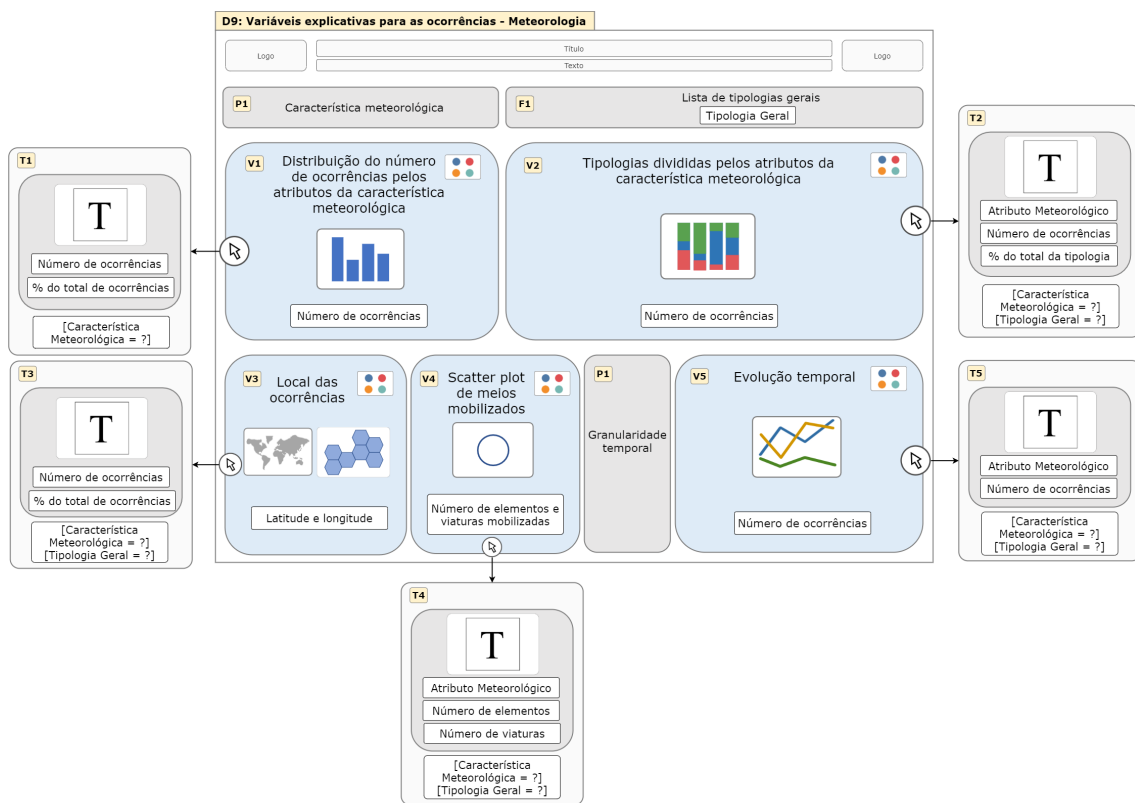 D9: Variáveis explicativas para as ocorrências - Meteorologia
Logo
Título
Texto
Logo
P1
Característica meteorológica
F1
Lista de tipologias gerais
Tipologia Geral
T1
T
Número de ocorrências
% do total de ocorrências
[Característica
Meteorológica = ?]
V1
Distribuição do número
de ocorrências pelos
atributos da característica
meteorológica
Número de ocorrências
V2
Tipologias divididas pelos atributos da
característica meteorológica
Número de ocorrências
T2
T
Atributo Meteorológico
Número de ocorrências
% do total da tipologia
[Característica
Meteorológica = ?]
[Tipologia Geral = ?]
T3
T
Número de ocorrências
% do total de ocorrências
[Característica
Meteorológica = ?]
[Tipologia Geral = ?]
V3
Local das
ocorrências
Latitude e longitude
V4
Scatter plot
de meios
mobilizados
Número de elementos e
viaturas mobilizadas
P1
Granularidade
temporal
V5
Evolução temporal
Número de ocorrências
T5
T
Atributo Meteorológico
Número de ocorrências
[Característica
Meteorológica = ?]
[Tipologia Geral = ?]
T4
T
Atributo Meteorológico
Número de elementos
Número de viaturas
[Característica
Meteorológica = ?]
[Tipologia Geral = ?]